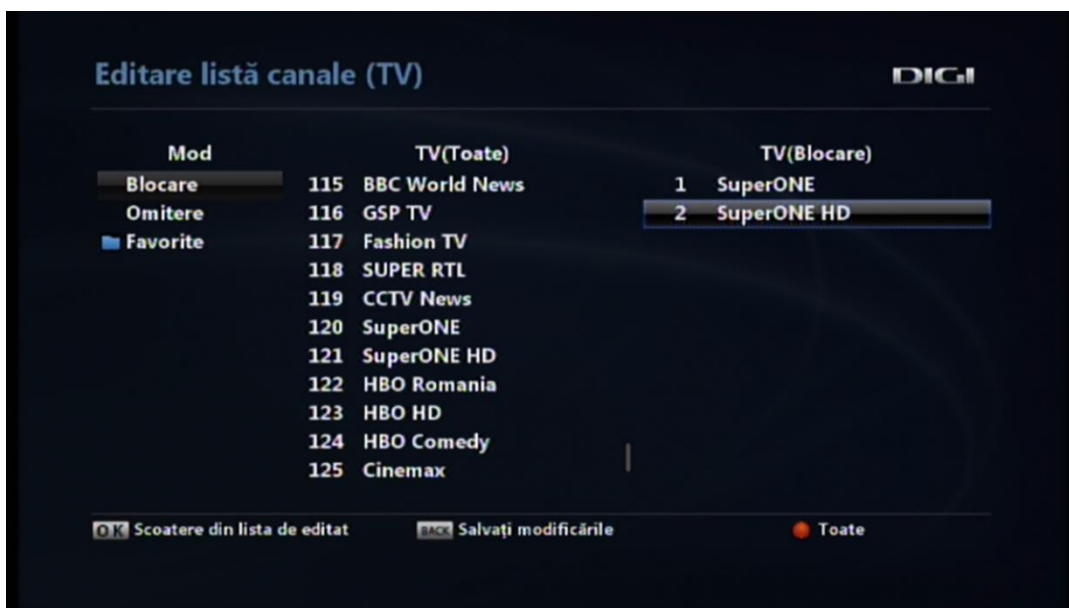 Editare listă canale (TV)
DIGI
Mod
TV(Toate)
TV(Blocare)
Blocare
115 BBC World News
1 SuperONE
Omitere
116 GSP TV
2 SuperONE HD
Favorite
117 Fashion TV
118 SUPER RTL
119 CCTV News
120 SuperONE
121 SuperONE HD
122 HBO Romania
123 HBO HD
124 HBO Comedy
125 Cinemax
OK Scoatere din lista de editat
BACK Salvați modificările
Toate